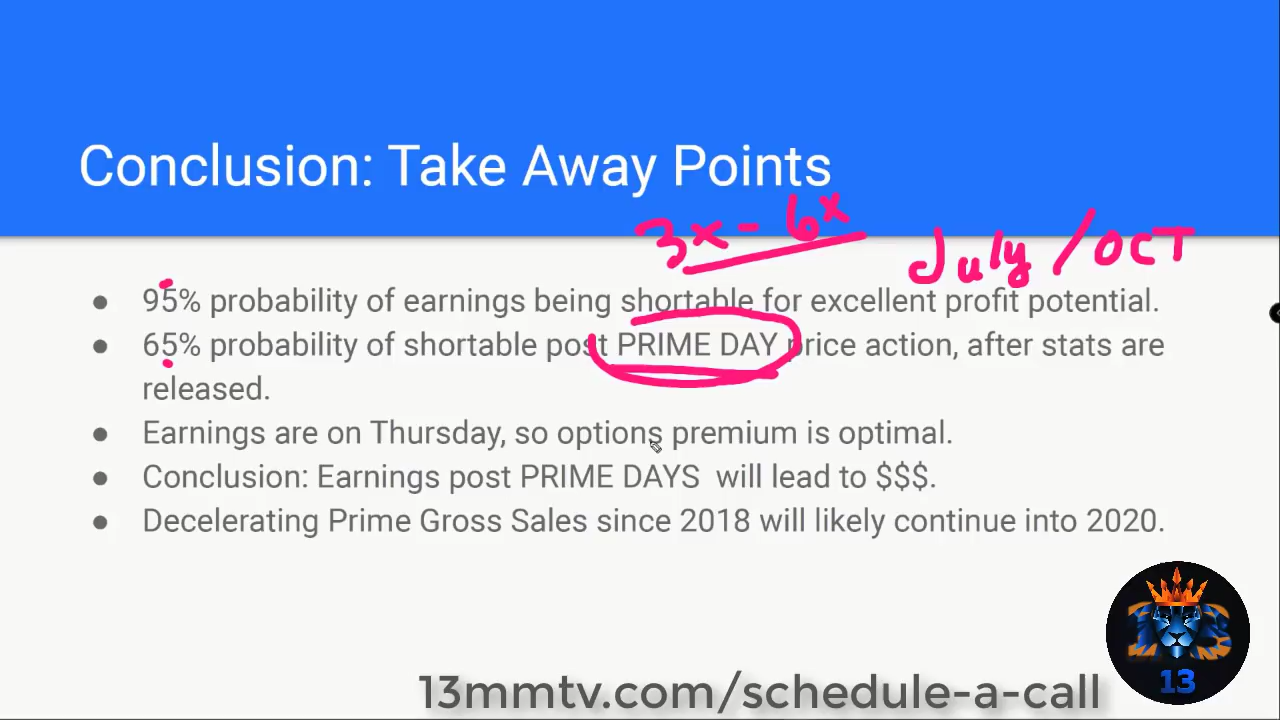 Conclusion: Take Away Points
3x - 6x
July / OCT
● 95% probability of earnings being shortable for excellent profit potential.
● 65% probability of shortable post PRIME DAY price action, after stats are
released.
● Earnings are on Thursday, so options premium is optimal.
● Conclusion: Earnings post PRIME DAYS will lead to $$$.
● Decelerating Prime Gross Sales since 2018 will likely continue into 2020.
13
13
13mmtv.com/schedule-a-call